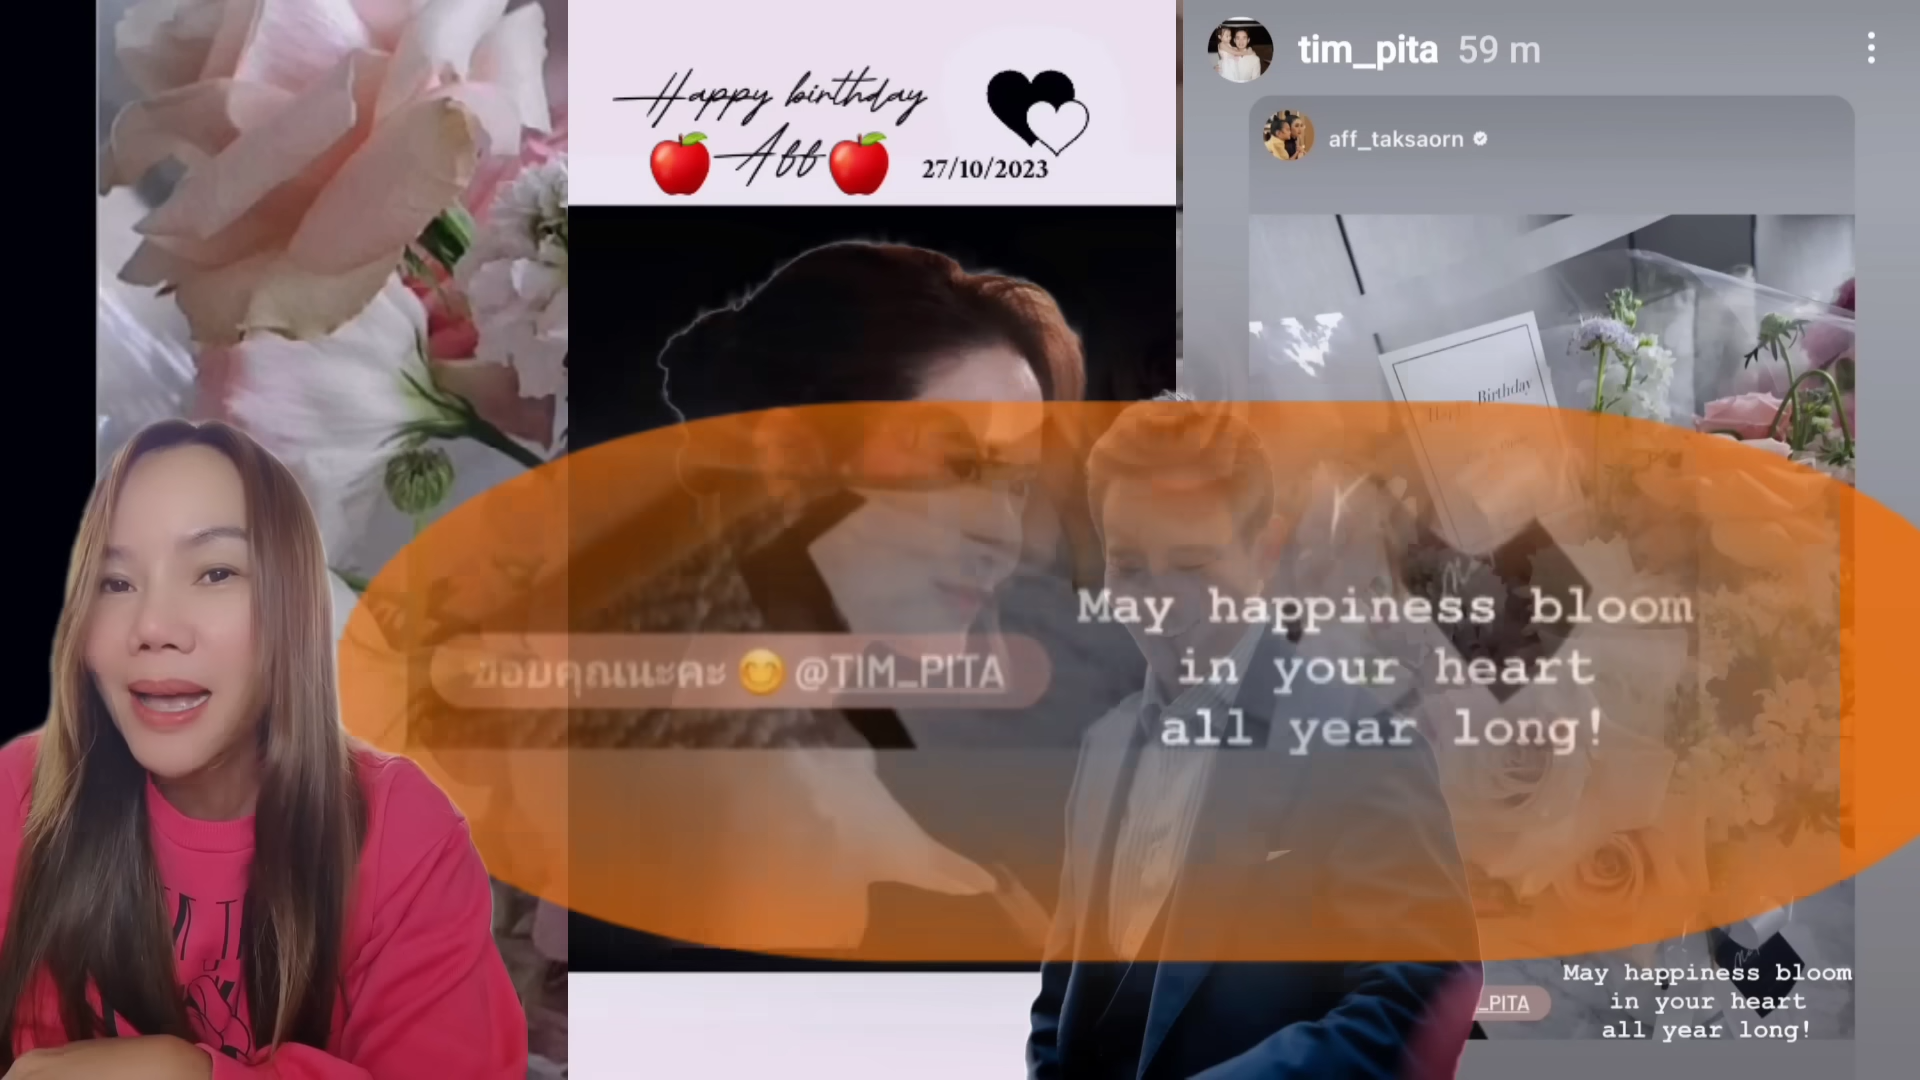 Happy birthday
Aff
27/10/2023
tim_pita 59 m
aff_taksaorn
Birthday
ขอบคุณนะคะ 😊 @TIM_PITA
May happiness bloom
in your heart
all year long!
_PITA
May happiness bloom
in your heart
all year long!